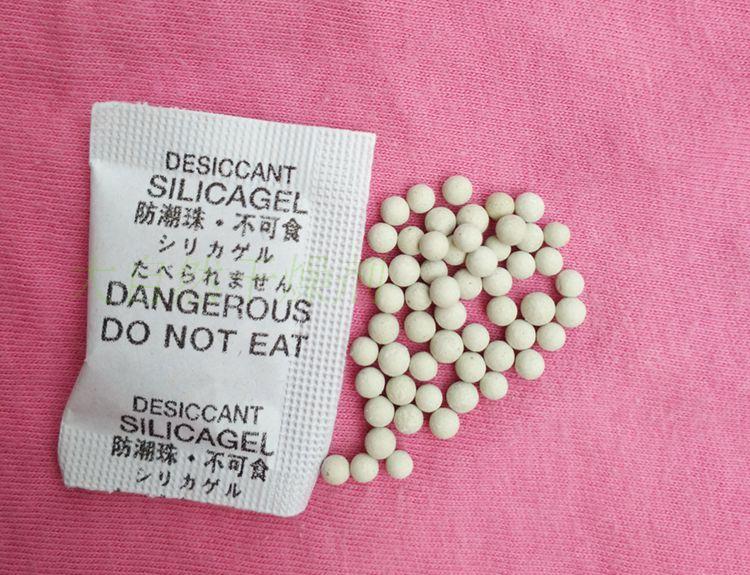 DESICCANT
SILICAGEL
防潮珠·不可食
シリカゲル
たべられません
DANGEROUS
DO NOT EAT
DESICCANT
SILICAGEL
防潮珠·不可食
シリカゲル